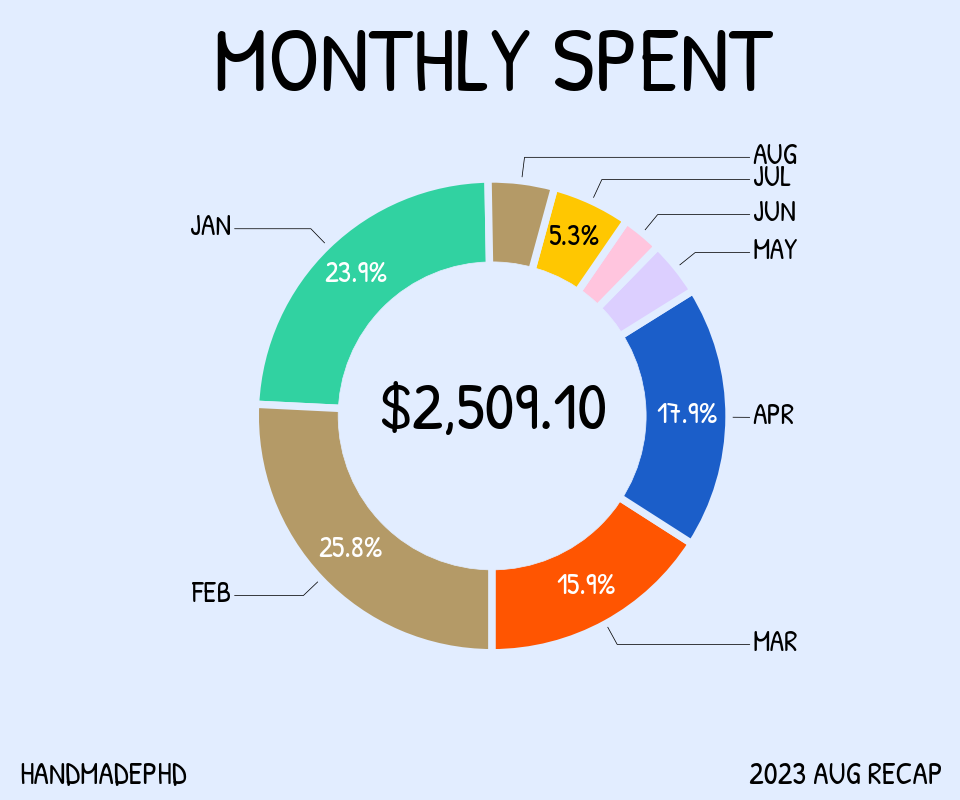 MONTHLY SPENT
AUG
JUL
JUN
JAN
MAY
5.3%
23.9%
$2,509.10
17.9%
APR
25.8%
15.9%
FEB
MAR
HANDMADEPHD
2023 AUG RECAP